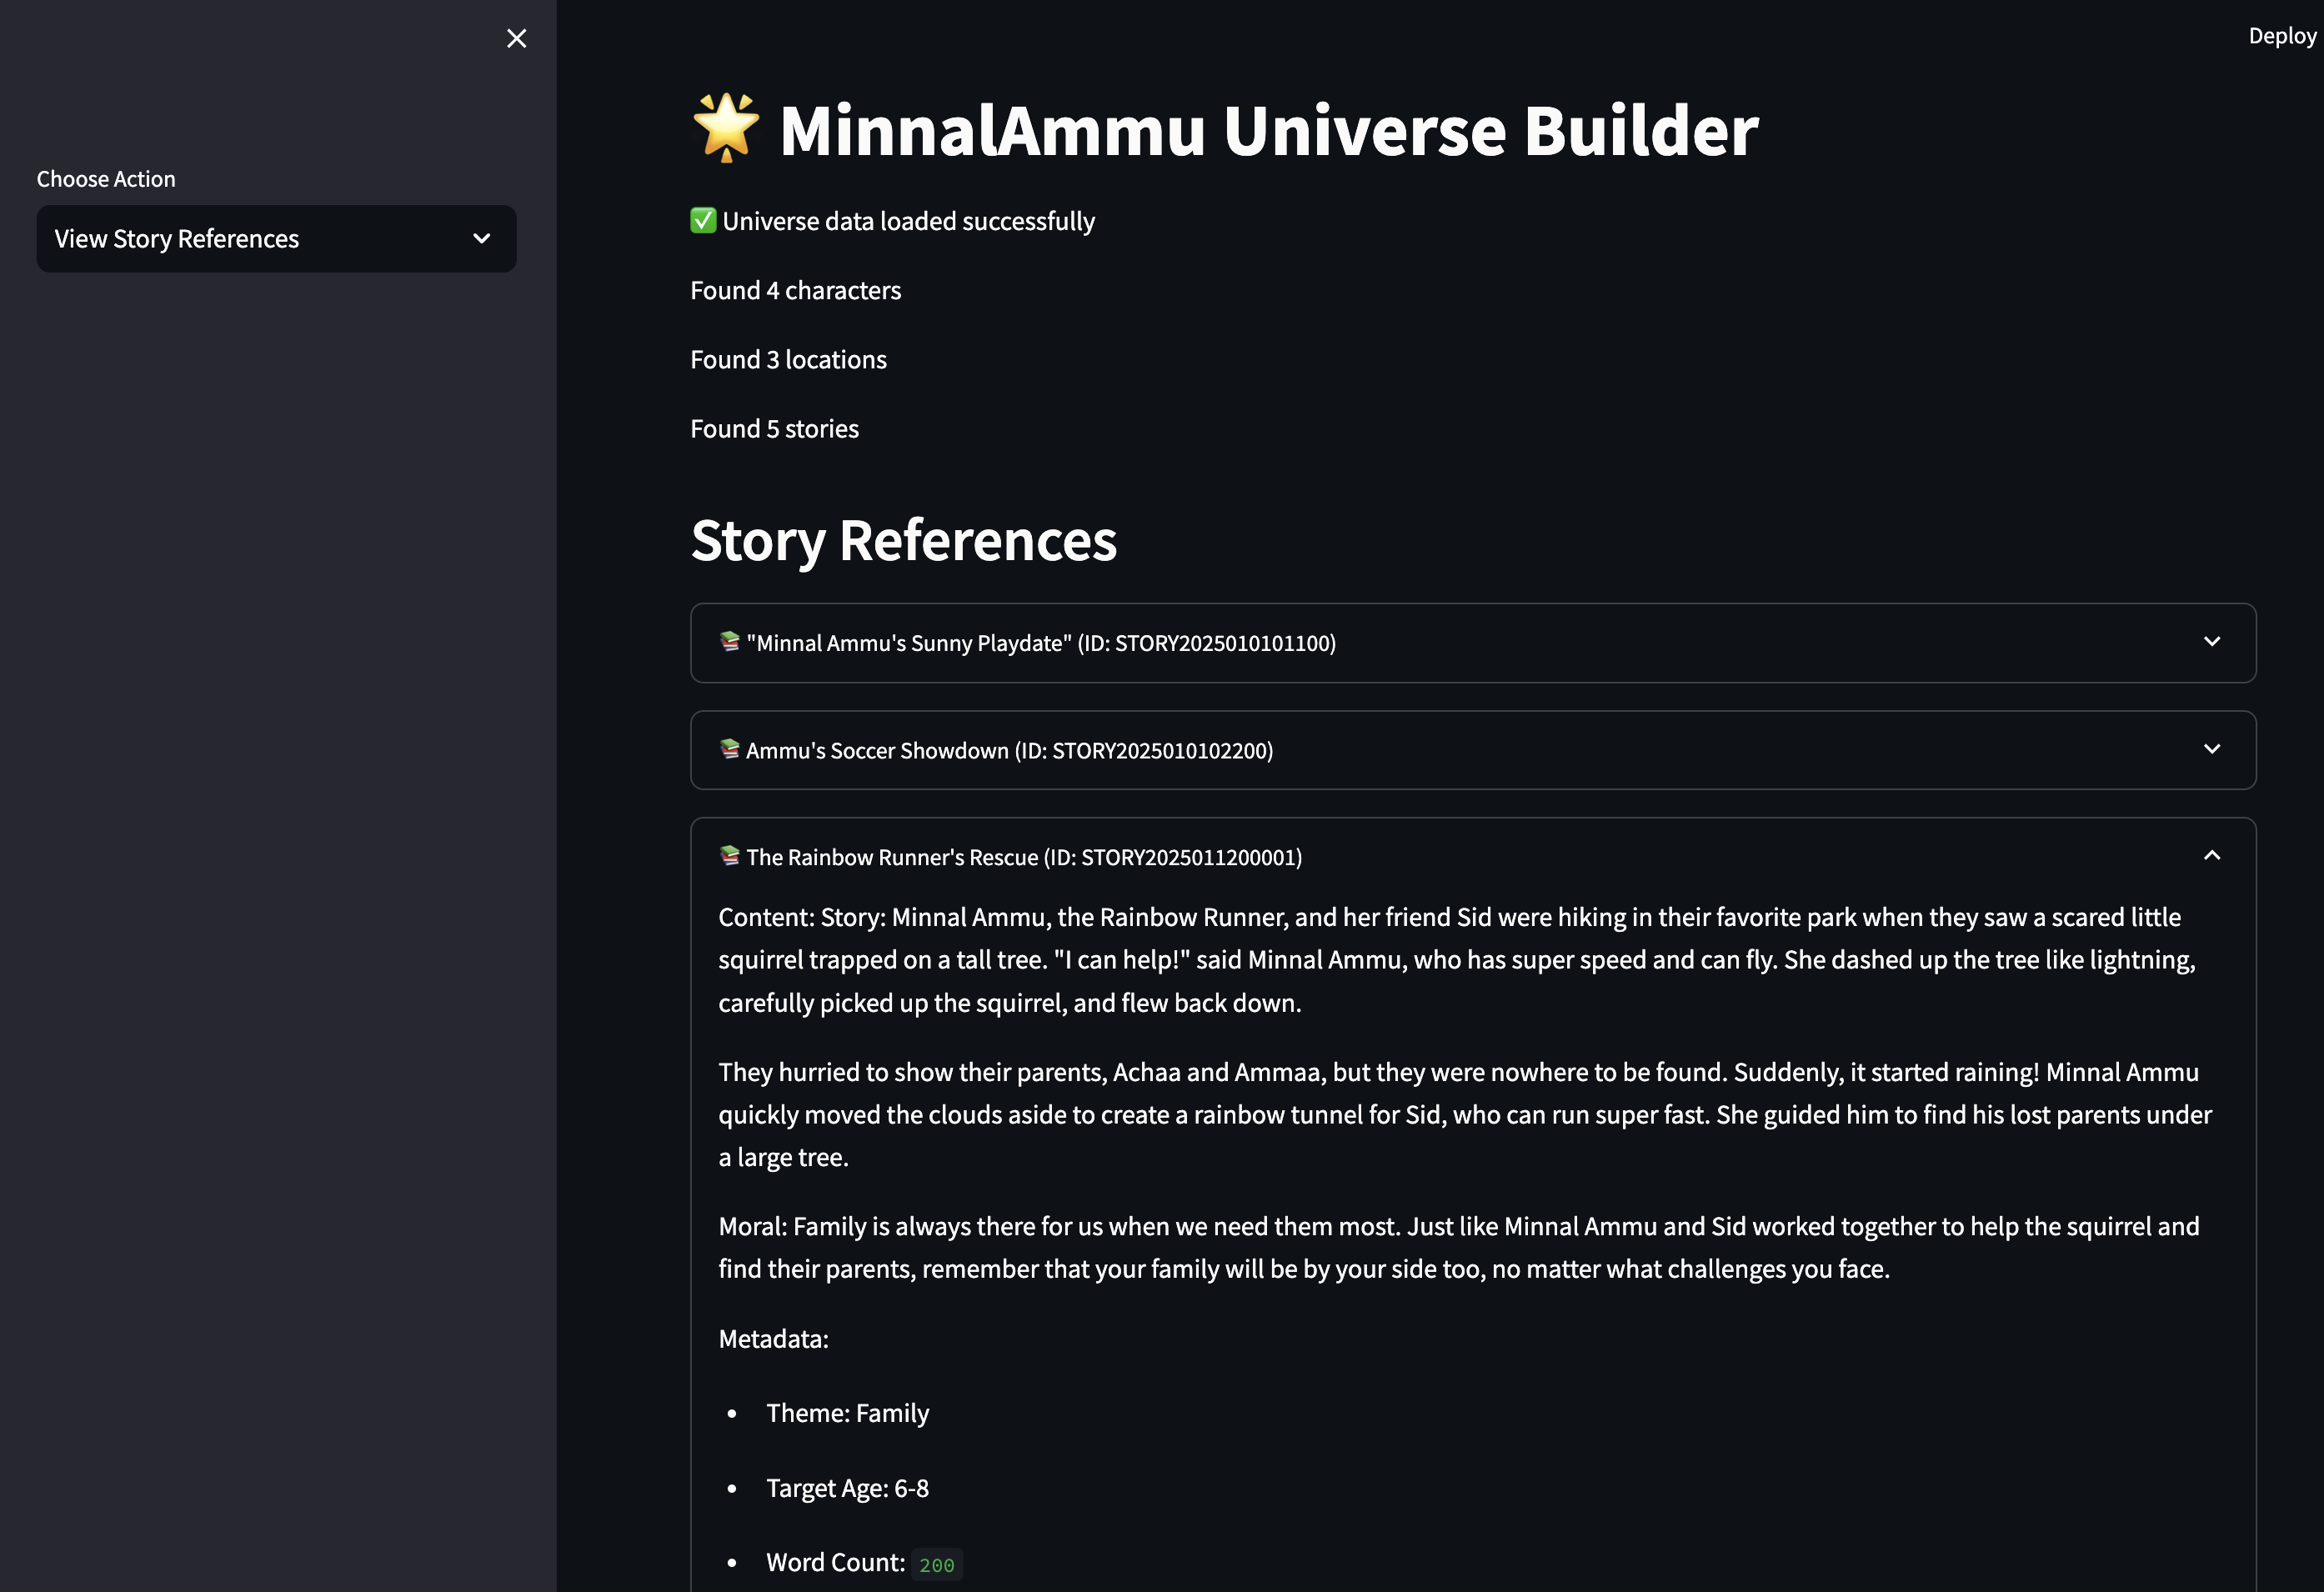 Deploy
Choose Action
View Story References
🌟 MinnalAmmu Universe Builder
✅ Universe data loaded successfully
Found 4 characters
Found 3 locations
Found 5 stories
Story References
📚 "Minnal Ammu's Sunny Playdate" (ID: STORY2025010101100)
📚 Ammu's Soccer Showdown (ID: STORY2025010102200)
📚 The Rainbow Runner's Rescue (ID: STORY2025011200001)
Content: Story: Minnal Ammu, the Rainbow Runner, and her friend Sid were hiking in their favorite park when they saw a scared little
squirrel trapped on a tall tree. "I can help!" said Minnal Ammu, who has super speed and can fly. She dashed up the tree like lightning,
carefully picked up the squirrel, and flew back down.
They hurried to show their parents, Achaa and Ammaa, but they were nowhere to be found. Suddenly, it started raining! Minnal Ammu
quickly moved the clouds aside to create a rainbow tunnel for Sid, who can run super fast. She guided him to find his lost parents under
a large tree.
Moral: Family is always there for us when we need them most. Just like Minnal Ammu and Sid worked together to help the squirrel and
find their parents, remember that your family will be by your side too, no matter what challenges you face.
Metadata:
• Theme: Family
• Target Age: 6-8
• Word Count: 200